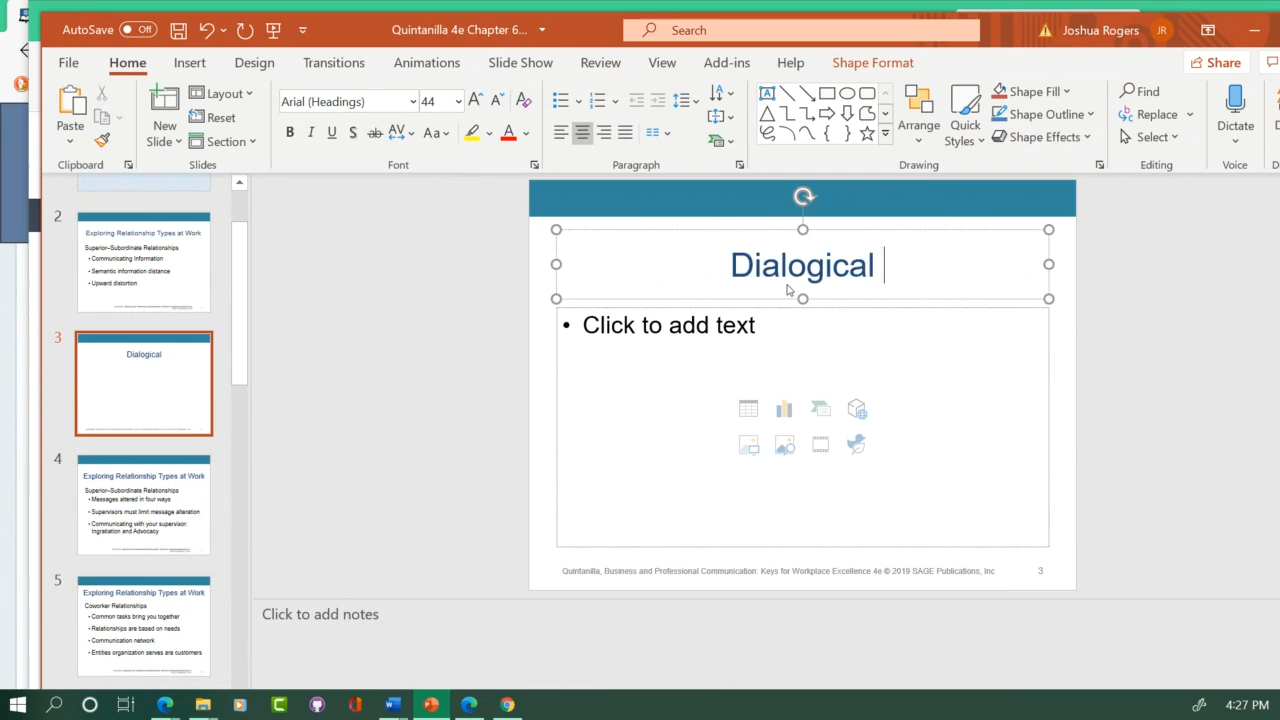 AutoSave Off
Quintanilla 4e Chapter 6...
Search
Joshua Rogers JR
File Home Insert Design Transitions Animations Slide Show Review View Add-ins Help Shape Format
Share
Paste
Clipboard
New
Slide
Layout
Reset
Section
Slides
Arial (Headings) 44
B I U S ab AV Aa A
Font
Paragraph
Arrange
Quick
Styles
Shape Fill
Shape Outline
Shape Effects
Drawing
Find
Replace
Select
Editing
Dictate
Voice
2
Exploring Relationship Types at Work
Superior–Subordinate Relationships
• Communicating Information
• Semantic information distance
• Upward distortion
3
Dialogical
4
Exploring Relationship Types at Work
Superior–Subordinate Relationships
• Messages altered in four ways
• Supervisors must limit message alteration
• Communicating with your supervisor:
Ingratiation and Advocacy
5
Exploring Relationship Types at Work
Coworker Relationships
• Common tasks bring you together
• Relationships are based on needs
• Communication network
• Entities organization serves are customers
Dialogical
• Click to add text
Quintanilla, Business and Professional Communication: Keys for Workplace Excellence 4e © 2019 SAGE Publications, Inc
3
Click to add notes
4:27 PM